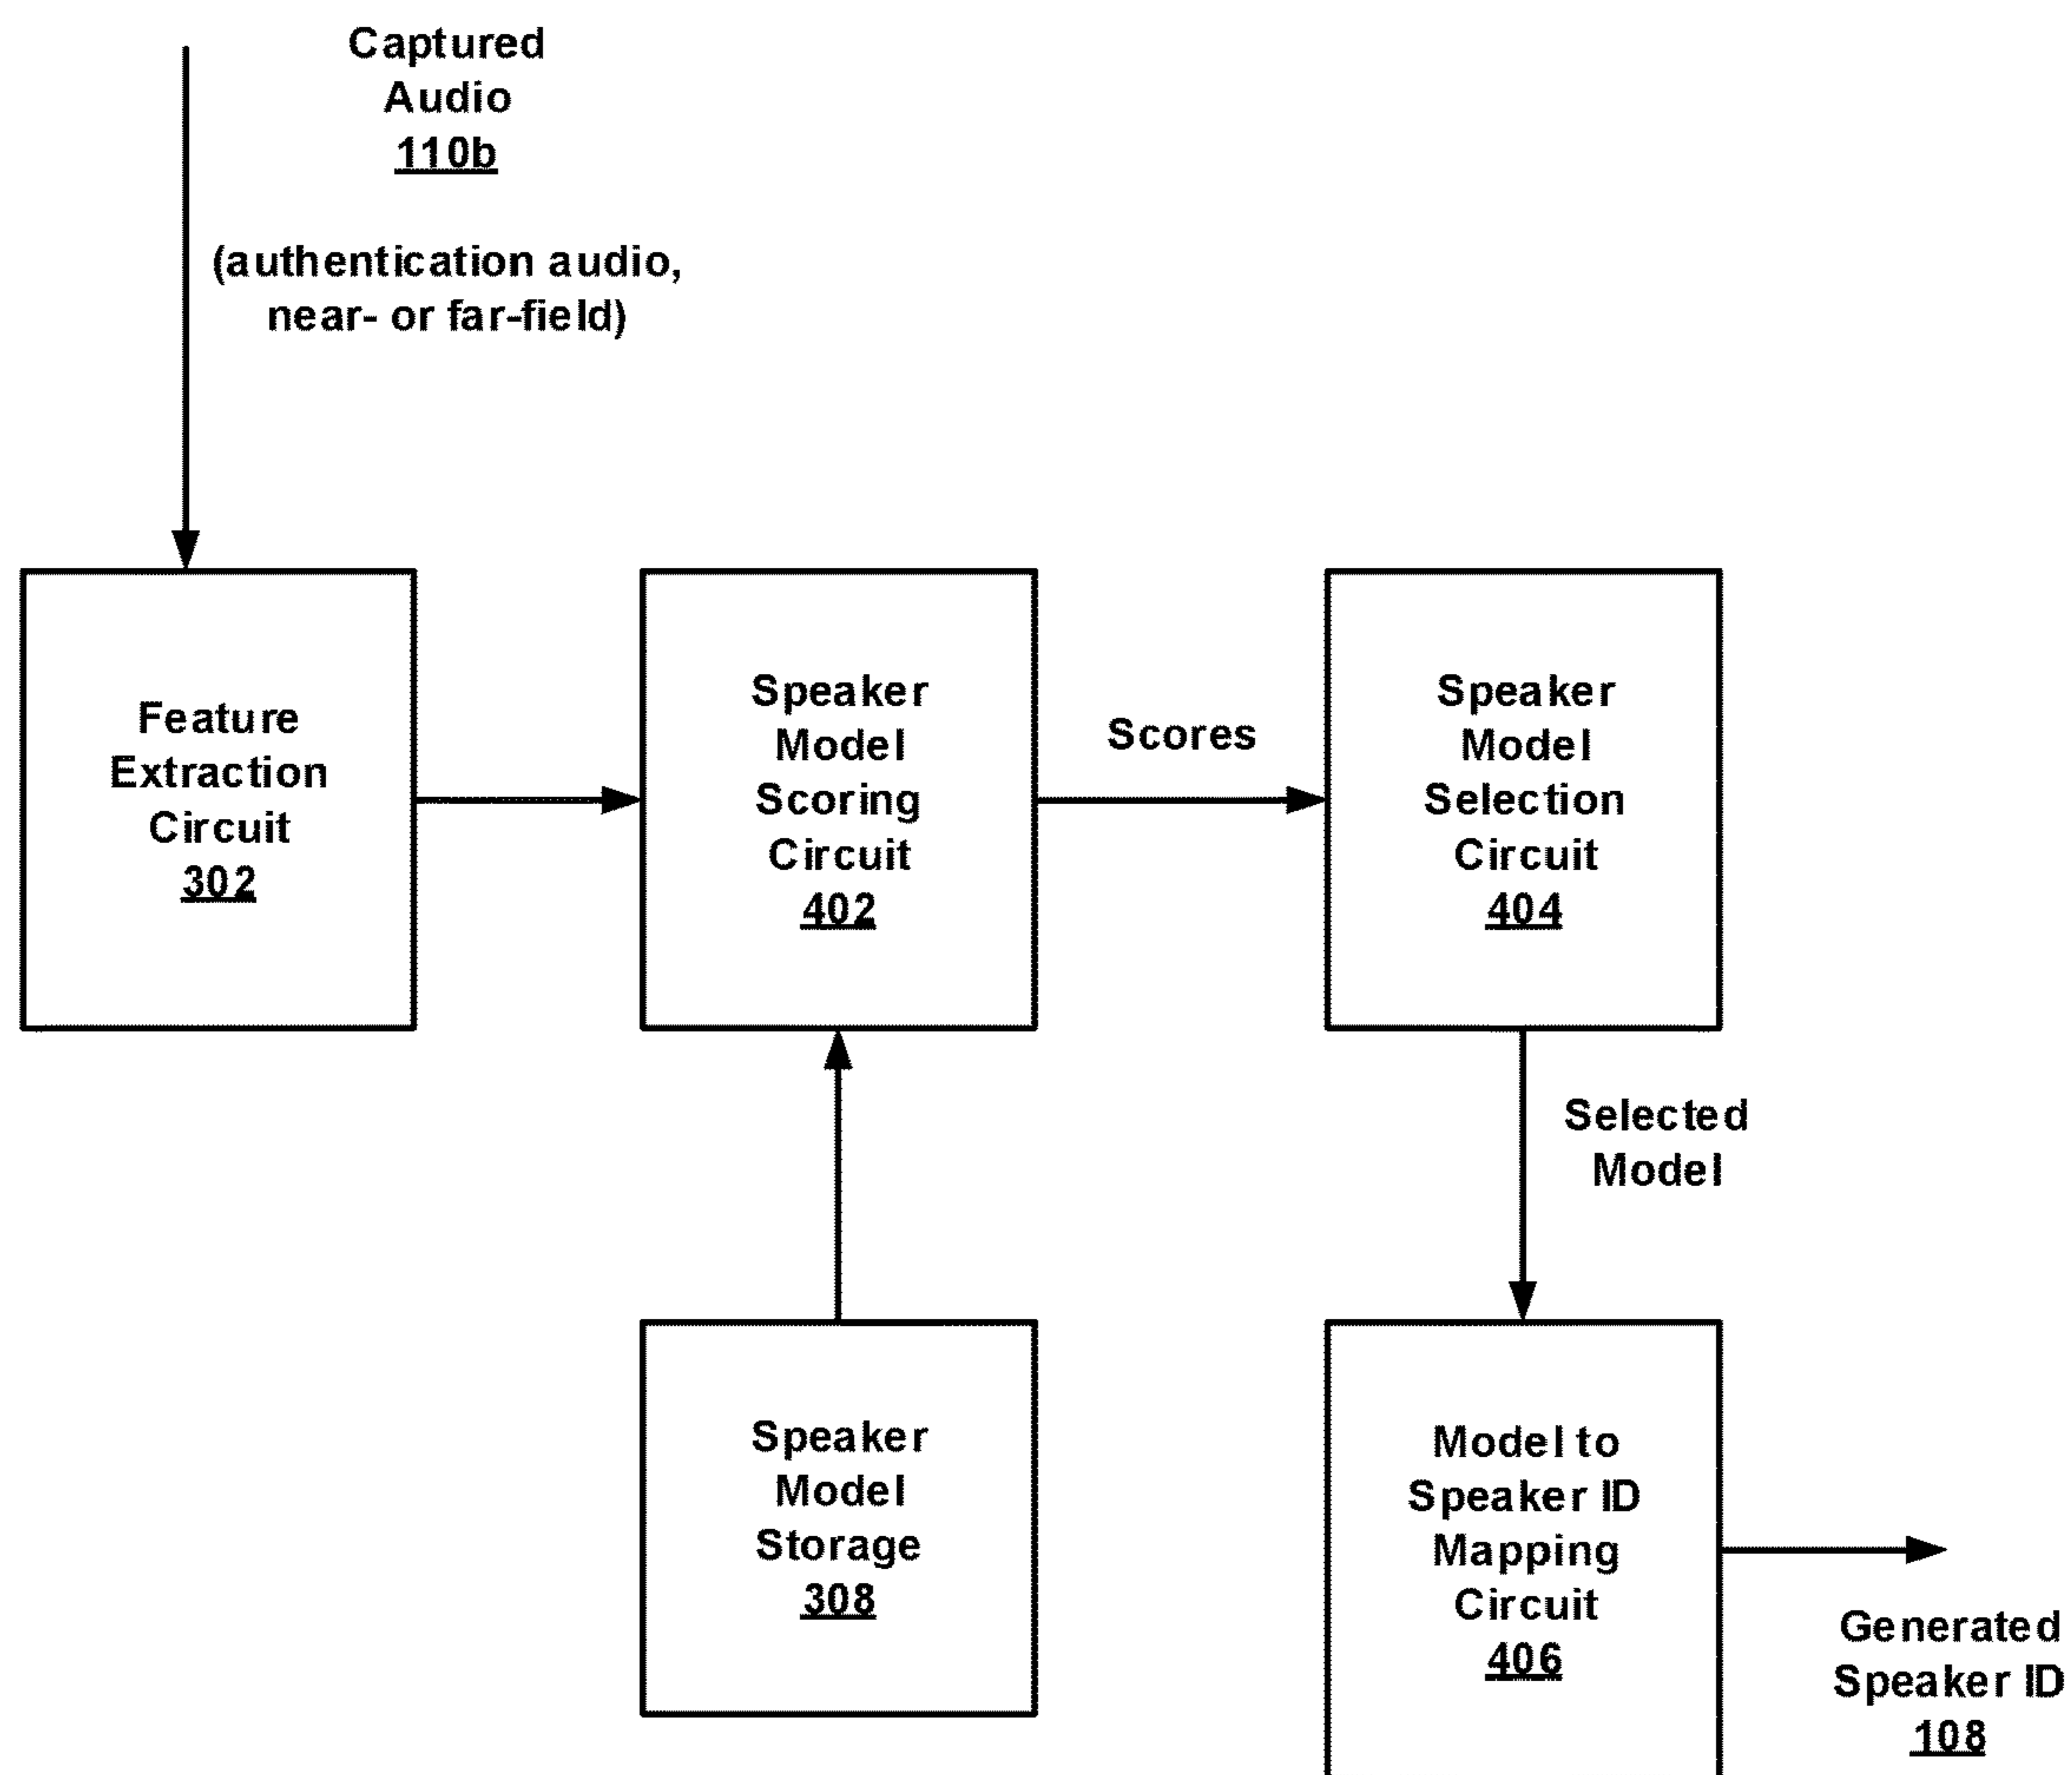 Captured
Audio
110b
(authentication audio,
near- or far-field)
Feature
Extraction
Circuit
302
Speaker
Model
Scoring
Circuit
402
Scores
Speaker
Model
Selection
Circuit
404
Selected
Model
Speaker
Model
Storage
308
Model to
Speaker ID
Mapping
Circuit
406
Generated
Speaker ID
108